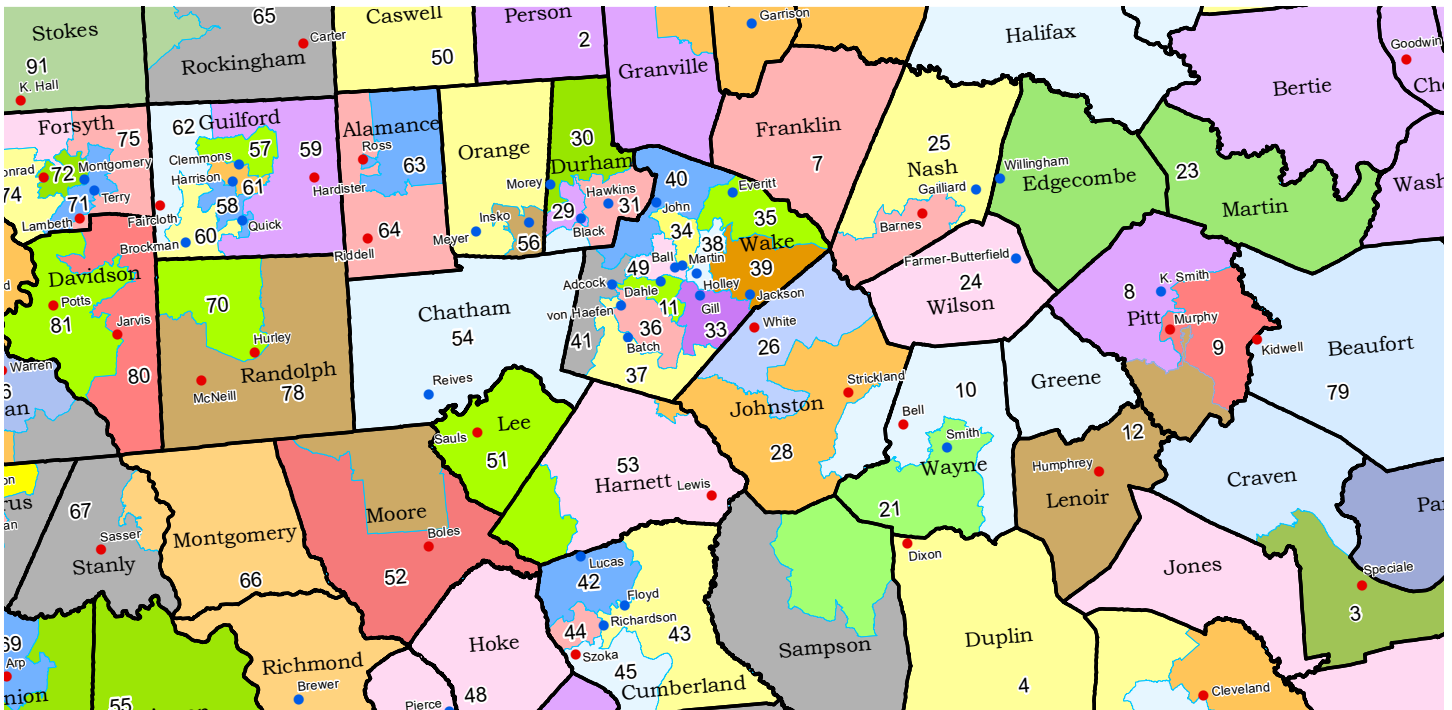 Stokes
91
K. Hall
65
Carter
Rockingham
Caswell
50
Person
2
Granville
Garrison
Halifax
Goodwin
Bertie
Forsyth
75
Montgomery
72
74
71
Terry
Lambeth
62
Guilford
Clemmons
57
59
Harrison
61
Hardister
58
Faircloth
Quick
Brockman
60
Alamance
Ross
63
64
Riddell
Orange
Insko
Meyer
56
30
Durham
Morey
Hawkins
29
31
Black
40
John
Everitt
35
34
38
Wake
Ball
Martin
39
49
Adcock
Dahle
Holley
Jackson
11
Gill
von Haefen
36
33
41
Batch
37
Franklin
7
25
Nash
Gailliard
Barnes
Willingham
Edgecombe
23
Martin
Farmer-Butterfield
24
Wilson
8
K. Smith
Pitt
Murphy
9
Kidwell
Beaufort
79
Davidson
Potts
81
Jarvis
80
Warren
70
Hurley
Randolph
McNeill
78
Chatham
54
Reives
White
26
Strickland
Johnston
28
10
Bell
Smith
Wayne
21
Greene
12
Humphrey
Lenoir
Craven
Sauls
Lee
51
53
Harnett
Lewis
67
Sasser
Stanly
Montgomery
66
Moore
Boles
52
Lucas
42
Floyd
44
Richardson
43
Szoka
45
Cumberland
Sampson
Dixon
Duplin
4
Jones
Speciale
3
Cleveland
Hoke
48
Pierce
Richmond
Brewer
69
Arp
55